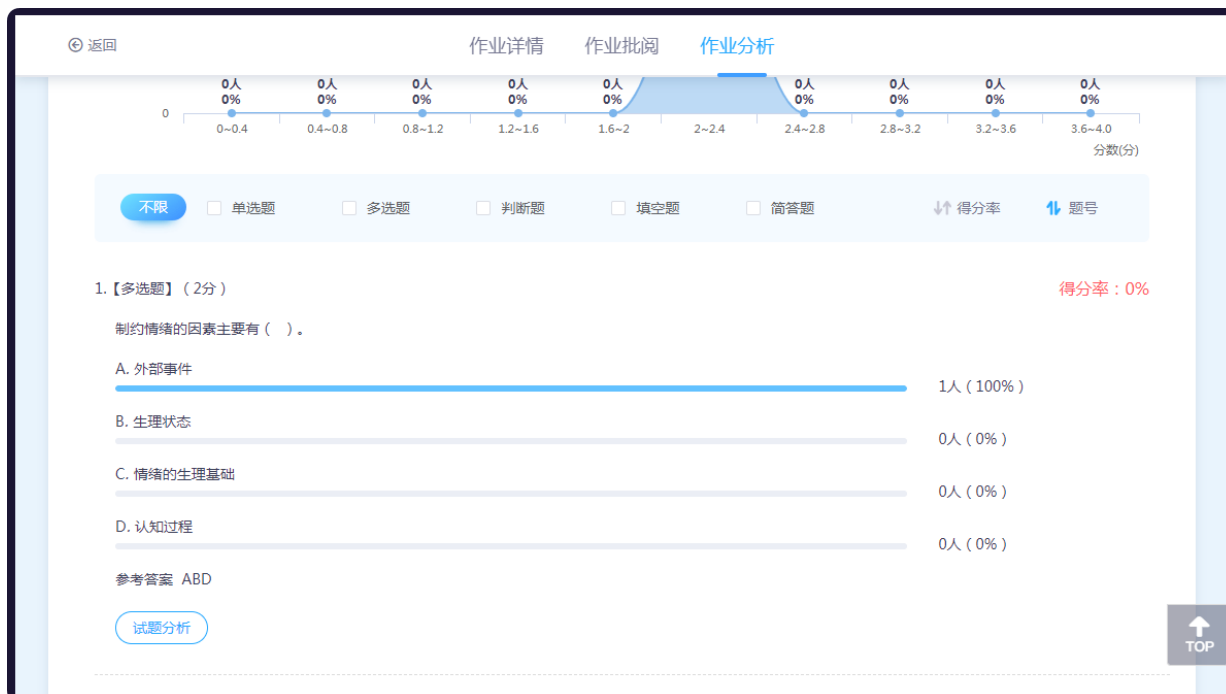 返回 作业详情 作业批阅 作业分析
0人 0人 0人 0人 0人 0人 0人 0人 0人
0% 0% 0% 0% 0% 0% 0% 0% 0%
0
0~0.4 0.4~0.8 0.8~1.2 1.2~1.6 1.6~2 2~2.4 2.4~2.8 2.8~3.2 3.2~3.6 3.6~4.0
分数(分)
不限 单选题 多选题 判断题 填空题 简答题 得分率 题号
1.【多选题】（2分） 得分率：0%
制约情绪的因素主要有（ ）。
A. 外部事件
1人（100%）
B. 生理状态
0人（0%）
C. 情绪的生理基础
0人（0%）
D. 认知过程
0人（0%）
参考答案 ABD
试题分析
TOP